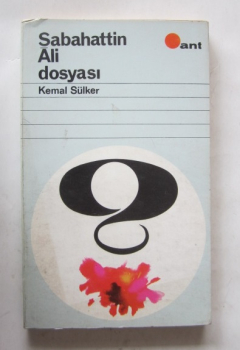 Sabahattin
Ali
dosyası
Kemal Sülker
ant